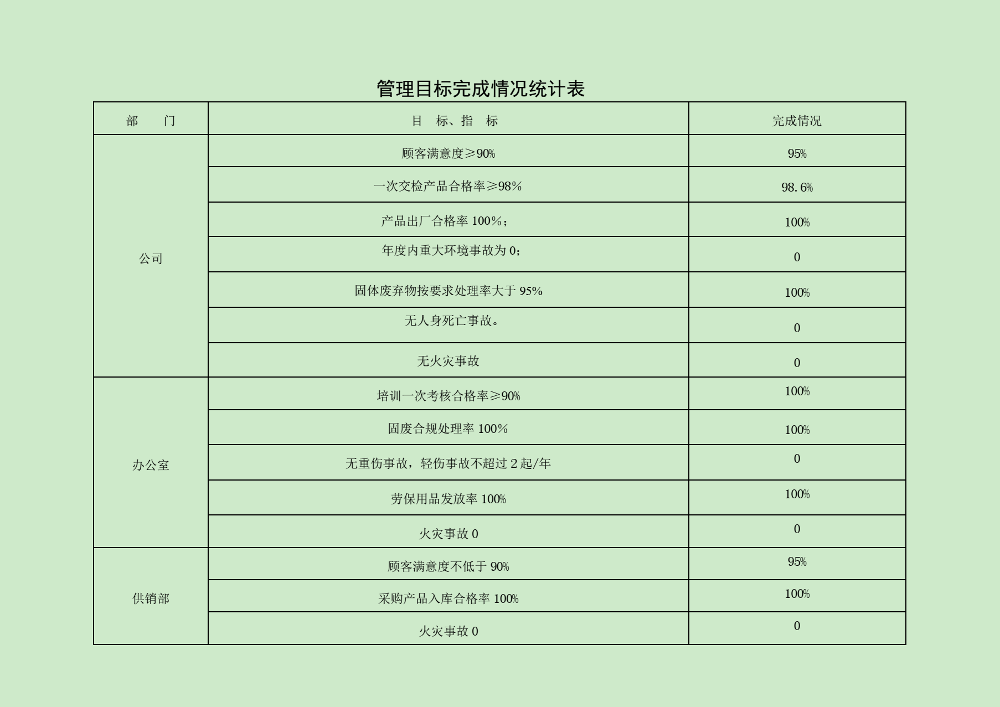 管理目标完成情况统计表
部 门 目 标、指 标 完成情况
公司
顾客满意度≥90% 95%
一次交检产品合格率≥98% 98.6%
产品出厂合格率 100%； 100%
年度内重大环境事故为 0； 0
固体废弃物按要求处理率大于 95% 100%
无人身死亡事故。 0
无火灾事故 0
办公室
培训一次考核合格率≥90% 100%
固废合规处理率 100% 100%
无重伤事故，轻伤事故不超过 2 起/年 0
劳保用品发放率 100% 100%
火灾事故 0 0
供销部
顾客满意度不低于 90% 95%
采购产品入库合格率 100% 100%
火灾事故 0 0